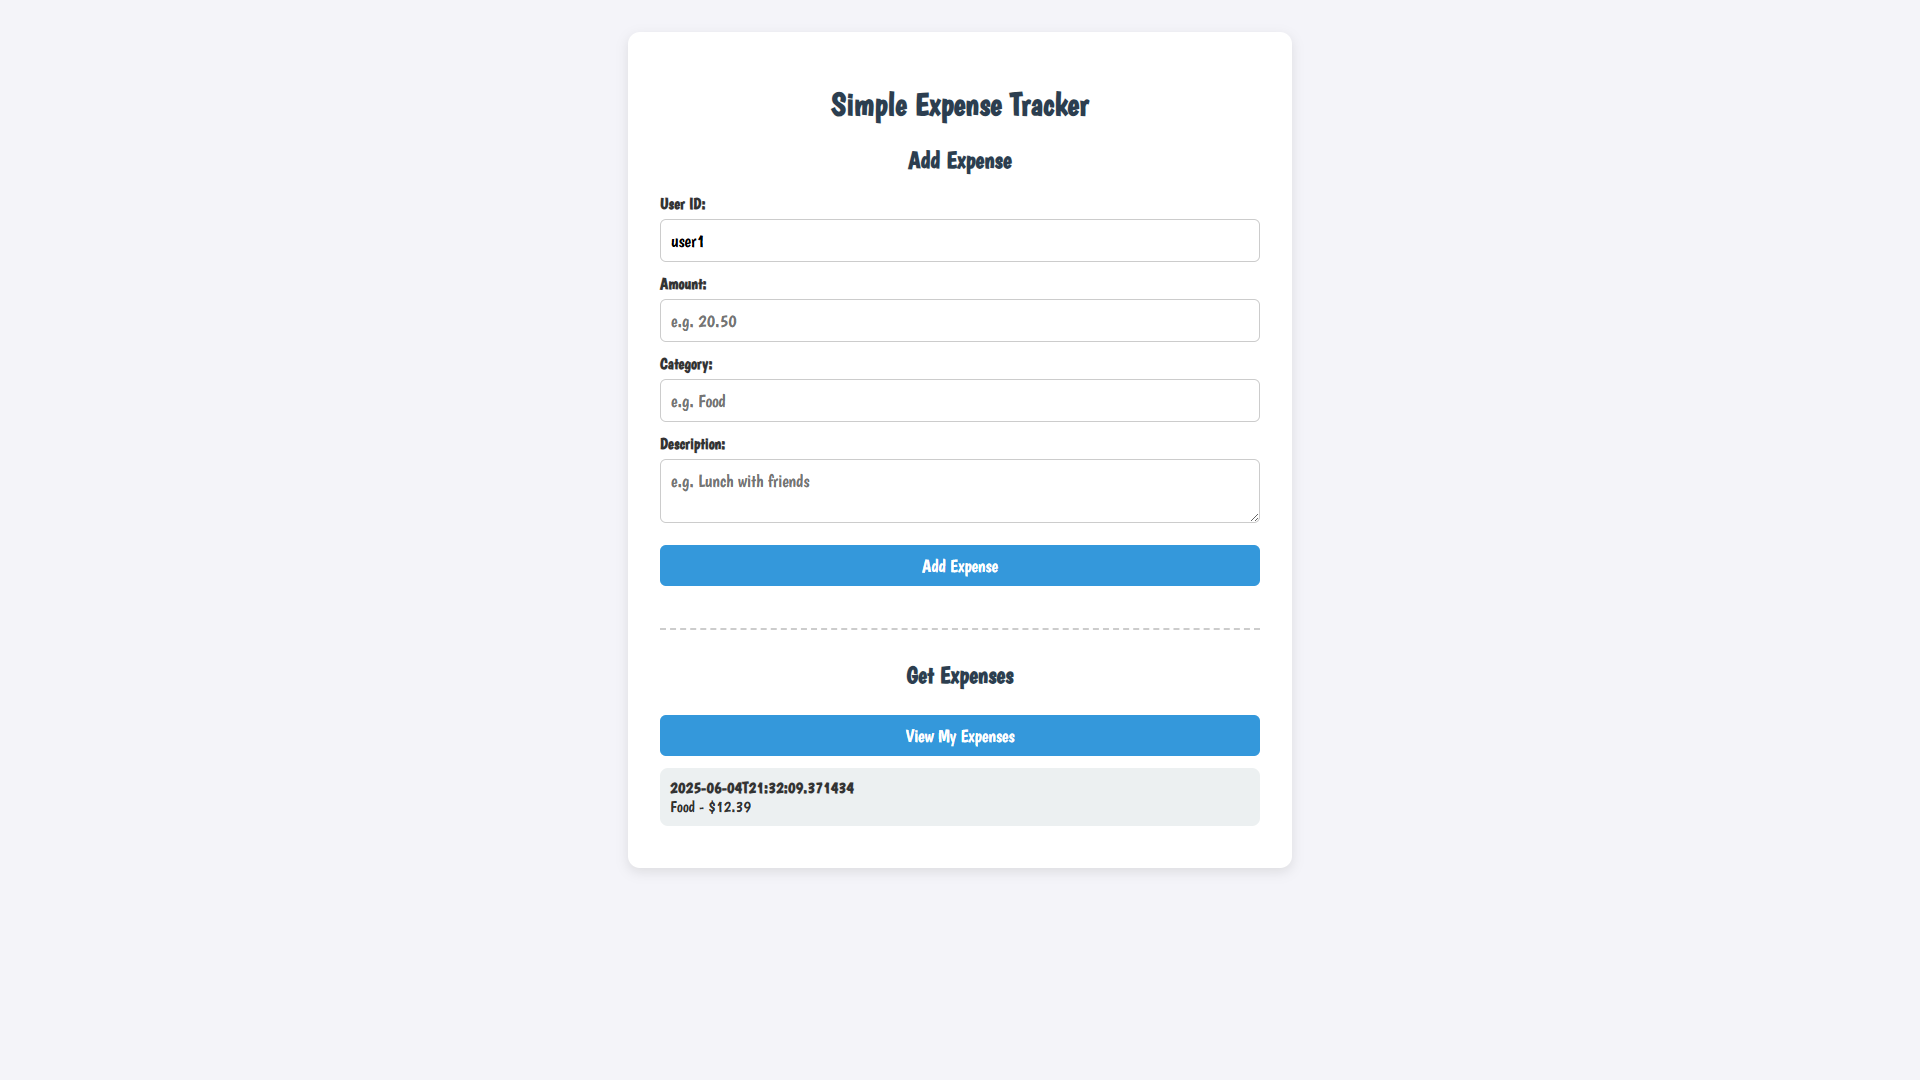 Simple Expense Tracker
Add Expense
User ID:
user1
Amount:
e.g. 20.50
Category:
e.g. Food
Description:
e.g. Lunch with friends
Add Expense
Get Expenses
View My Expenses
2025-06-04T21:32:09.371434
Food - $12.39